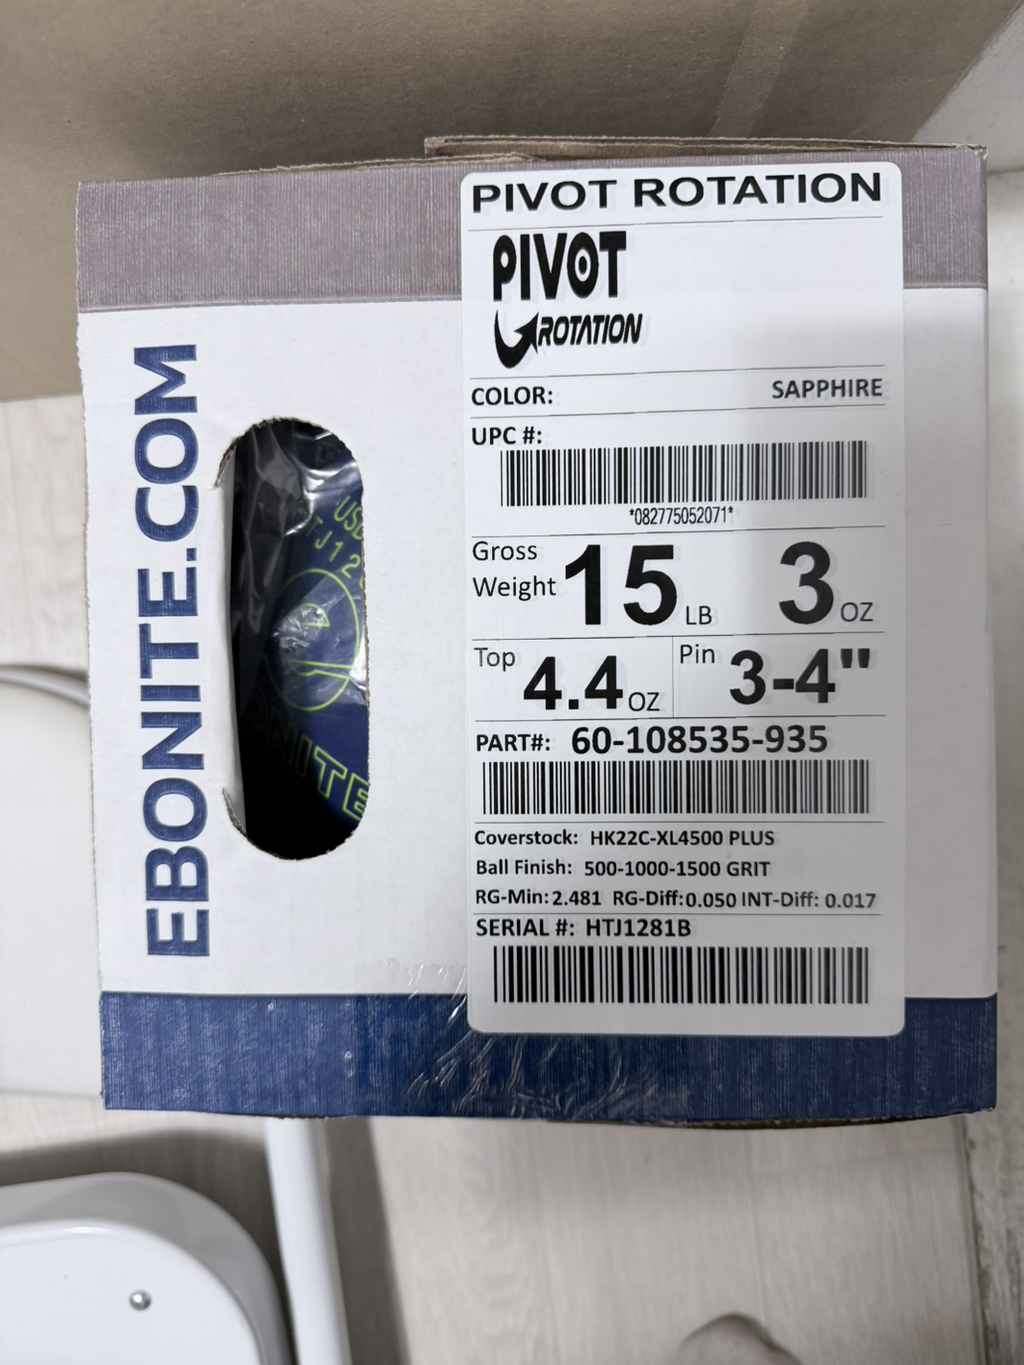 PIVOT ROTATION
PIVOT
ROTATION
COLOR: SAPPHIRE
UPC #:
*082775052071*
Gross Weight 15 LB 3 OZ
Top 4.4 OZ Pin 3-4"
PART#: 60-108535-935
Coverstock: HK22C-XL4500 PLUS
Ball Finish: 500-1000-1500 GRIT
RG-Min: 2.481 RG-Diff: 0.050 INT-Diff: 0.017
SERIAL #: HTJ1281B
EBONITE.COM
e